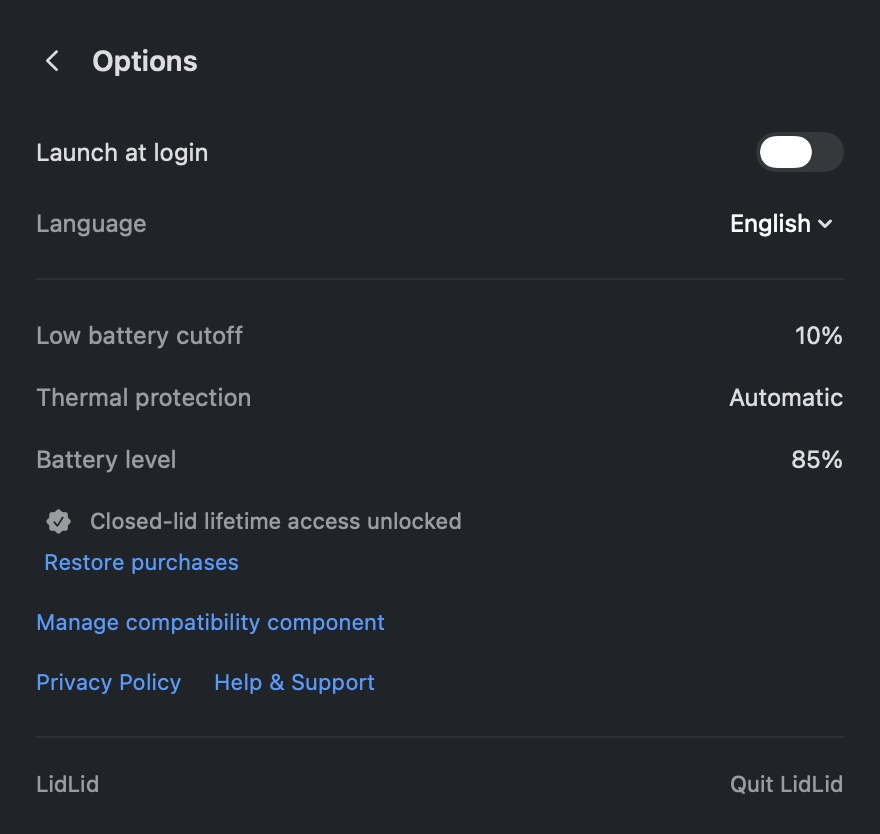 Options
Launch at login
Language English
Low battery cutoff 10%
Thermal protection Automatic
Battery level 85%
Closed-lid lifetime access unlocked
Restore purchases
Manage compatibility component
Privacy Policy Help & Support
LidLid Quit LidLid